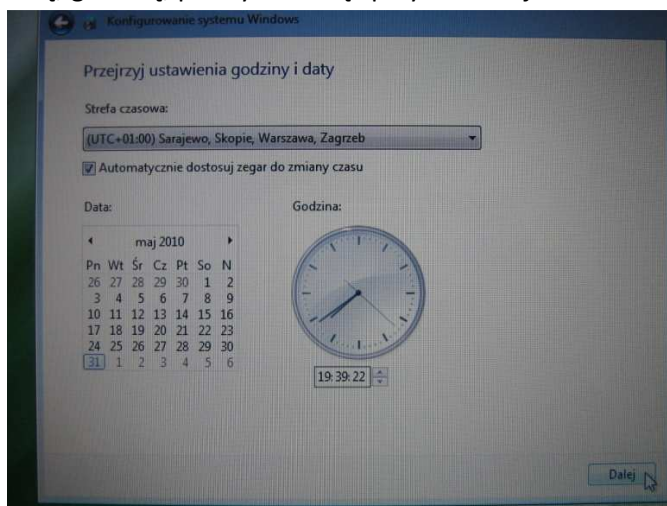 Konfigurowanie systemu Windows
Przejrzyj ustawienia godziny i daty
Strefa czasowa:
(UTC+01:00) Sarajewo, Skopie, Warszawa, Zagrzeb
Automatycznie dostosuj zegar do zmiany czasu
Data:
Godzina:
maj 2010
Pn Wt Śr Cz Pt So N
26 27 28 29 30 1 2
3 4 5 6 7 8 9
10 11 12 13 14 15 16
17 18 19 20 21 22 23
24 25 26 27 28 29 30
31 1 2 3 4 5 6
19:39:22
Dalej